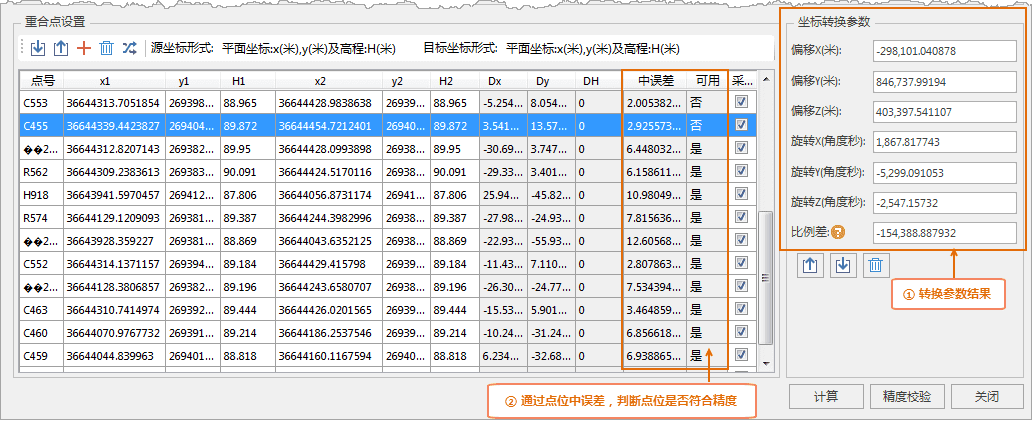 重合点设置
源坐标形式: 平面坐标:x(米),y(米)及高程:H(米) 目标坐标形式: 平面坐标:x(米),y(米)及高程:H(米)
点号 x1 y1 H1 x2 y2 H2 Dx Dy DH 中误差 可用 采...
C553 36644313.7051854 269398... 88.965 36644428.9838638 26939... 88.965 -5.254... 8.054... 0 2.005382... 否
C455 36644339.4423827 269404... 89.872 36644454.7212401 26940... 89.872 3.541... 13.57... 0 2.925573... 否
��2... 36644312.8207143 269382... 89.95 36644428.0993898 26938... 89.95 -30.69... 3.747... 0 6.448032... 是
R562 36644309.2383613 269383... 90.091 36644424.5170116 26938... 90.091 -29.33... 3.401... 0 6.158611... 是
H918 36643941.5970457 269412... 87.806 36644056.8731174 26941... 87.806 25.94... -45.82... 0 10.98049... 是
R574 36644129.1209093 269381... 89.387 36644244.3982996 26938... 89.387 -27.98... -24.93... 0 7.815636... 是
��2... 36643928.359227 269381... 88.869 36644043.6352125 26938... 88.869 -22.93... -55.93... 0 12.60568... 是
C552 36644314.1371157 269394... 89.184 36644429.415798 26939... 89.184 -11.43... 7.110... 0 2.807863... 是
��2... 36644128.3806857 269382... 89.196 36644243.6580707 26938... 89.196 -26.30... -24.77... 0 7.534394... 是
C463 36644310.7414974 269392... 89.444 36644426.0201565 26939... 89.444 -15.53... 5.901... 0 3.464859... 是
C460 36644070.9767732 269391... 89.214 36644186.2537546 26939... 89.214 -10.24... -31.24... 0 6.856618... 是
C459 36644044.839963 269401... 88.818 36644160.1167594 26940... 88.818 6.234... -32.68... 0 6.938865... 是
② 通过点位中误差，判断点位是否符合精度
坐标转换参数
偏移X(米): -298,101.040878
偏移Y(米): 846,737.99194
偏移Z(米): 403,397.541107
旋转X(角度秒): 1,867.817743
旋转Y(角度秒): -5,299.091053
旋转Z(角度秒): -2,547.15732
比例差: ? -154,388.887932
① 转换参数结果
计算 精度校验 关闭